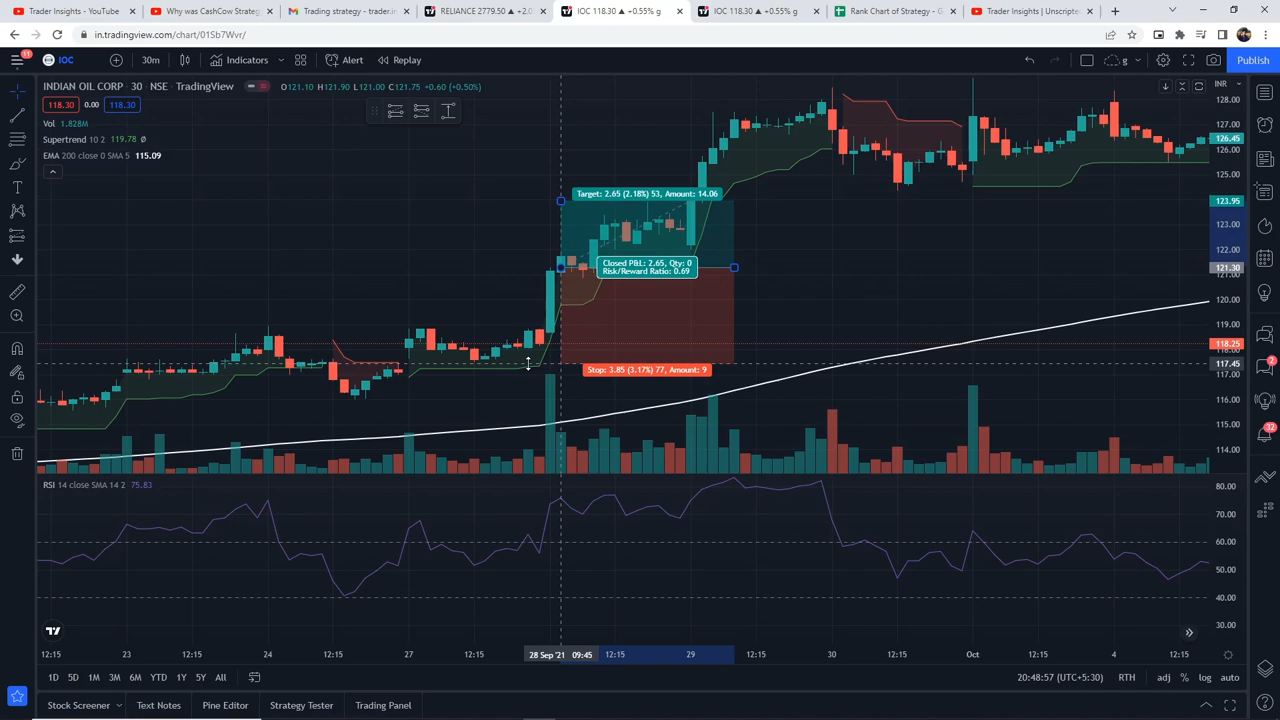 Trader Insights - YouTube
Why was CashCow Strateg
Trading strategy - trader.in
RELIANCE 2779.50 ▲ +2.0
IOC 118.30 ▲ +0.55% g
IOC 118.30 ▲ +0.55% g
Rank Chart of Strategy - G
Trader Insights | Unscripte
in.tradingview.com/chart/01Sb7Wvr/
11
IOC
30m
Indicators
Alert
Replay
g
Publish
INDIAN OIL CORP · 30 · NSE · TradingView
O121.10 H121.90 L121.00 C121.75 +0.60 (+0.50%)
INR
118.30
0.00
118.30
Vol 1.828M
Supertrend 10 2 119.78 Ø
EMA 200 close 0 SMA 5 115.09
Target: 2.65 (2.18%) 53, Amount: 14.06
Closed P&L: 2.65, Qty: 0
Risk/Reward Ratio: 0.69
Stop: 3.85 (3.17%) 77, Amount: 9
128.00
127.00
126.45
126.00
125.00
123.95
123.00
122.00
121.30
121.00
120.00
119.00
118.25
118.00
117.45
117.00
116.00
115.00
114.00
2
32
RSI 14 close SMA 14 2 75.83
80.00
70.00
60.00
50.00
40.00
30.00
12:15
23
12:15
24
12:15
27
12:15
28 Sep '21 09:45
12:15
29
12:15
30
12:15
Oct
12:15
4
12:15
1D 5D 1M 3M 6M YTD 1Y 5Y All
20:48:57 (UTC+5:30)
RTH
adj
%
log
auto
Stock Screener
Text Notes
Pine Editor
Strategy Tester
Trading Panel